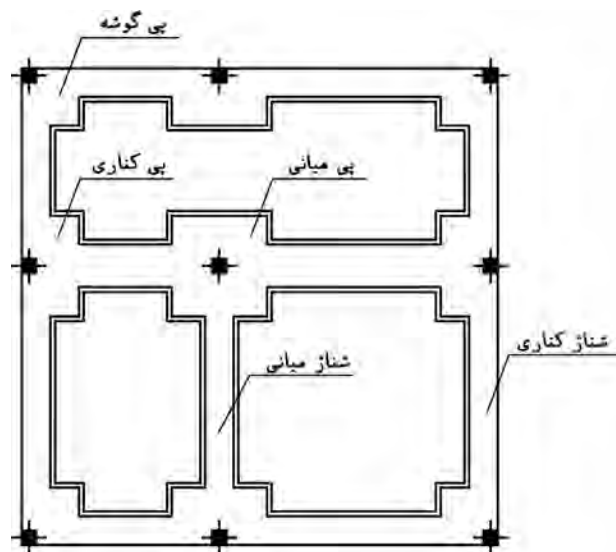 پی گوشه
پی میانی
پی کناری
شناژ کناری
شناژ میانی